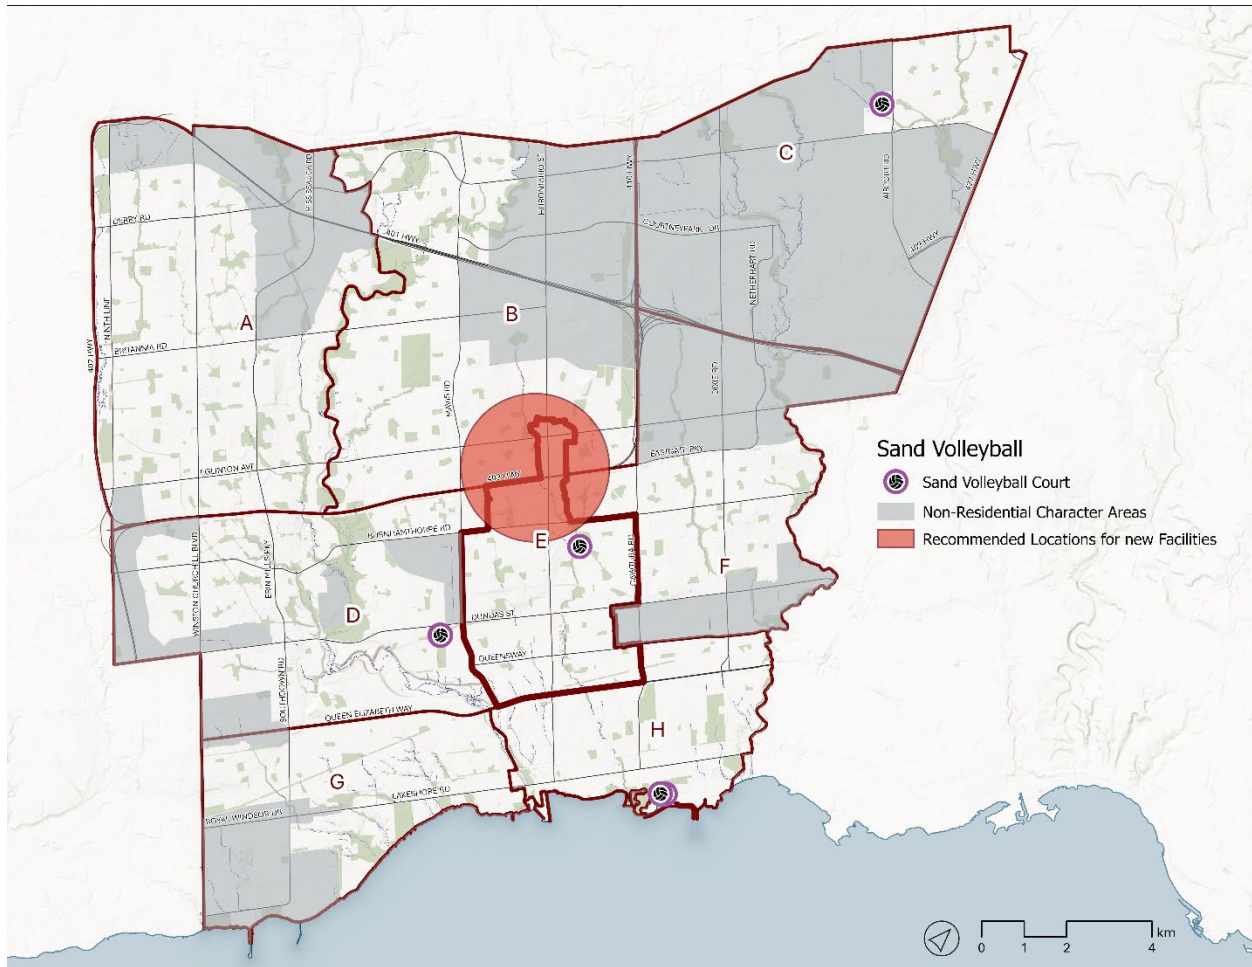 C
HURONTARIO ST
410 HWY
AIRPORT RD
427 HWY
DERRY RD
401 HWY
COURTNEYPARK DR
409 HWY
NINTH LINE
407 HWY
A
B
BRITANNIA RD
DIXIE RD
MAVIS RD
EGLINTON AVE
403 HWY
EASTGATE PKY
Sand Volleyball
Sand Volleyball Court
Non-Residential Character Areas
Recommended Locations for new Facilities
BURNHAMTHORPE RD
E
WINSTON CHURCHILL BLVD
ERIN MILLS PKY
CAWTHRA RD
F
D
DUNDAS ST
QUEENSWAY
SOUTHDOWN RD
QUEEN ELIZABETH WAY
H
G
LAKESHORE RD
ROYAL WINDSOR DR
km
0 1 2 4